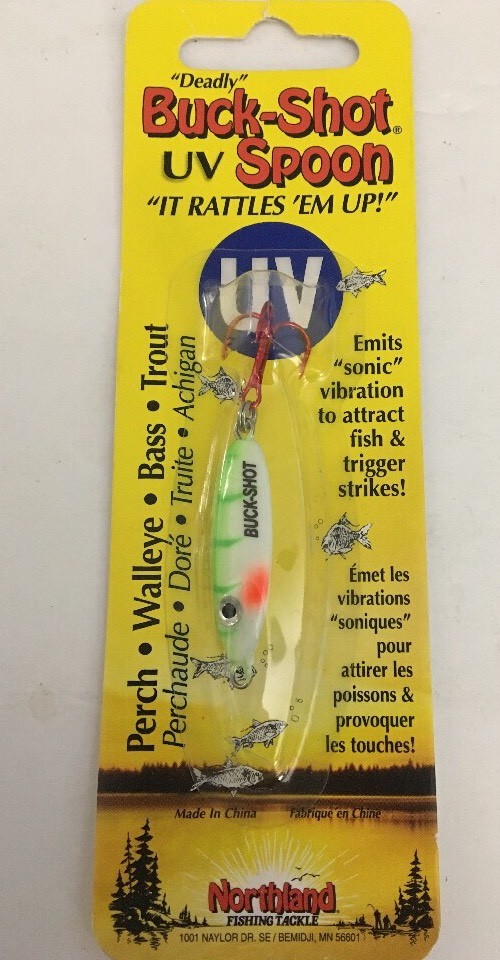 "Deadly"
Buck-Shot®
UV Spoon
"IT RATTLES 'EM UP!"
UV
Perch • Walleye • Bass • Trout
Perchaude • Doré • Truite • Achigan
Emits
"sonic"
vibration
to attract
fish &
trigger
strikes!
BUCK-SHOT
Émet les
vibrations
"soniques"
pour
attirer les
poissons &
provoquer
les touches!
Made In China
Fabriqué en Chine
Northland®
FISHING TACKLE
1001 NAYLOR DR. SE / BEMIDJI, MN 56601